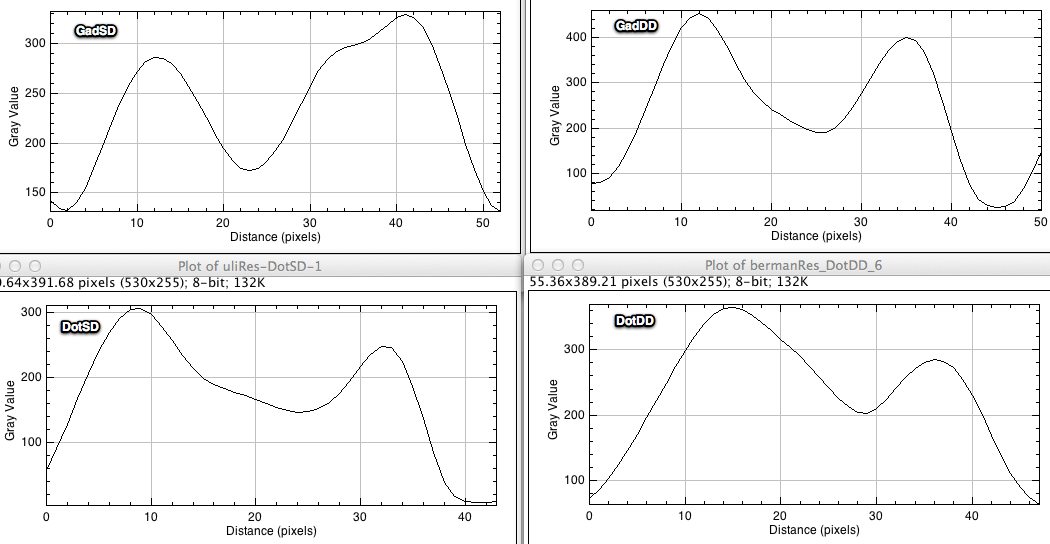 GadSD
300
250
200
150
Gray Value
0 10 20 30 40 50
Distance (pixels)
GadDD
400
300
200
100
Gray Value
0 10 20 30 40 50
Distance (pixels)
Plot of uliRes-DotSD-1
.64x391.68 pixels (530x255); 8-bit; 132K
DotSD
300
200
100
Gray Value
0 10 20 30 40
Distance (pixels)
Plot of bermanRes_DotDD_6
55.36x389.21 pixels (530x255); 8-bit; 132K
DotDD
300
200
100
Gray Value
0 10 20 30 40
Distance (pixels)